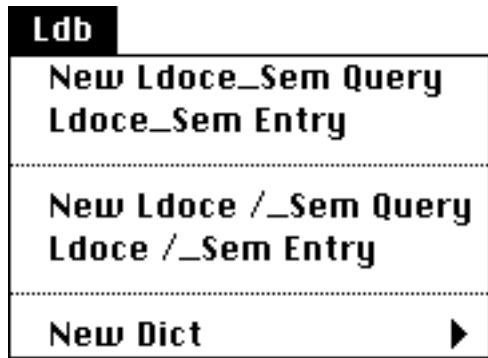 Ldb
New Ldoce_Sem Query
Ldoce_Sem Entry
New Ldoce /_Sem Query
Ldoce /_Sem Entry
New Dict